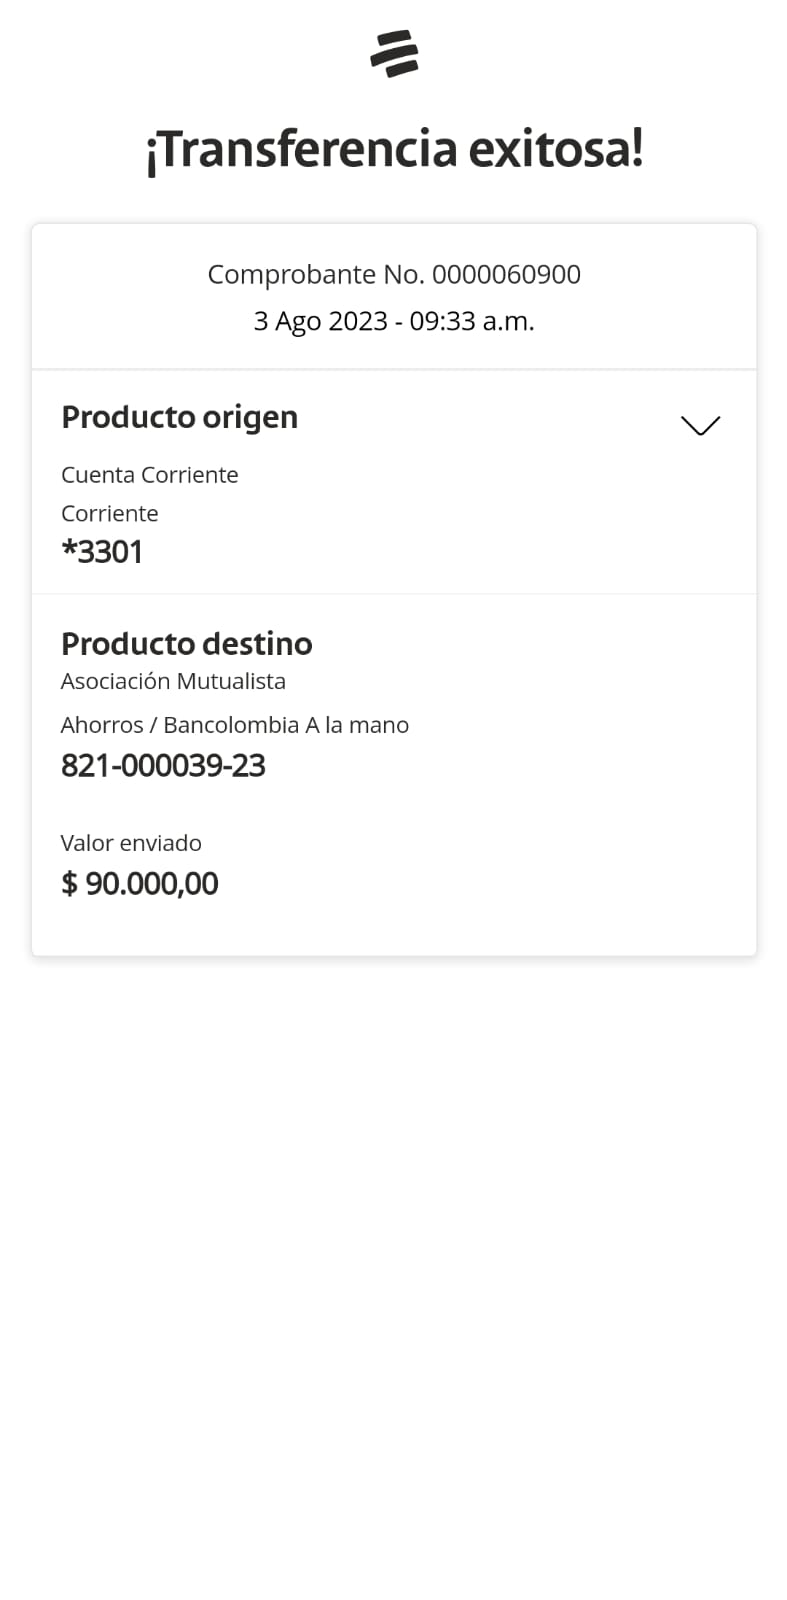 ¡Transferencia exitosa!
Comprobante No. 0000060900
3 Ago 2023 - 09:33 a.m.
Producto origen
Cuenta Corriente
Corriente
*3301
Producto destino
Asociación Mutualista
Ahorros / Bancolombia A la mano
821-000039-23
Valor enviado
$ 90.000,00